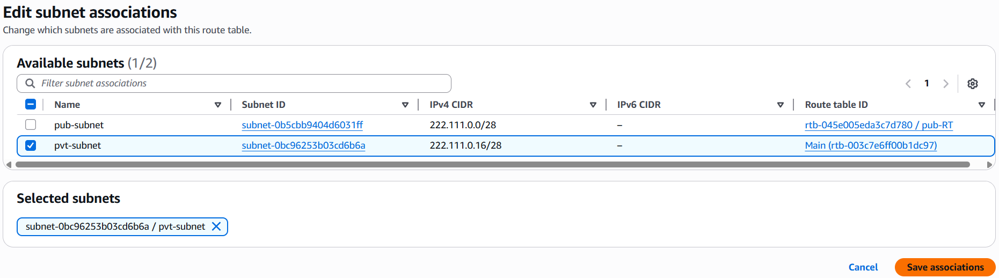 Edit subnet associations
Change which subnets are associated with this route table.
Available subnets (1/2)
Filter subnet associations
1
Name Subnet ID IPv4 CIDR IPv6 CIDR Route table ID
pub-subnet subnet-0b5cbb9404d6031ff 222.111.0.0/28 – rtb-045e005eda3c7d780 / pub-RT
pvt-subnet subnet-0bc96253b03cd6b6a 222.111.0.16/28 – Main (rtb-003c7e6ff00b1dc97)
Selected subnets
subnet-0bc96253b03cd6b6a / pvt-subnet
Cancel Save associations